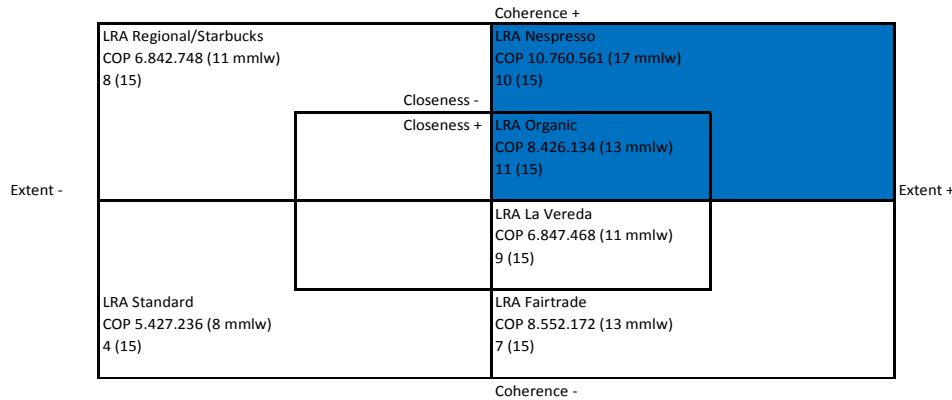 Coherence +
LRA Regional/Starbucks
COP 6.842.748 (11 mmlw)
8 (15)
LRA Nespresso
COP 10.760.561 (17 mmlw)
10 (15)
Closeness -
Closeness +
LRA Organic
COP 8.426.134 (13 mmlw)
11 (15)
Extent -
Extent +
LRA La Vereda
COP 6.847.468 (11 mmlw)
9 (15)
LRA Standard
COP 5.427.236 (8 mmlw)
4 (15)
LRA Fairtrade
COP 8.552.172 (13 mmlw)
7 (15)
Coherence -